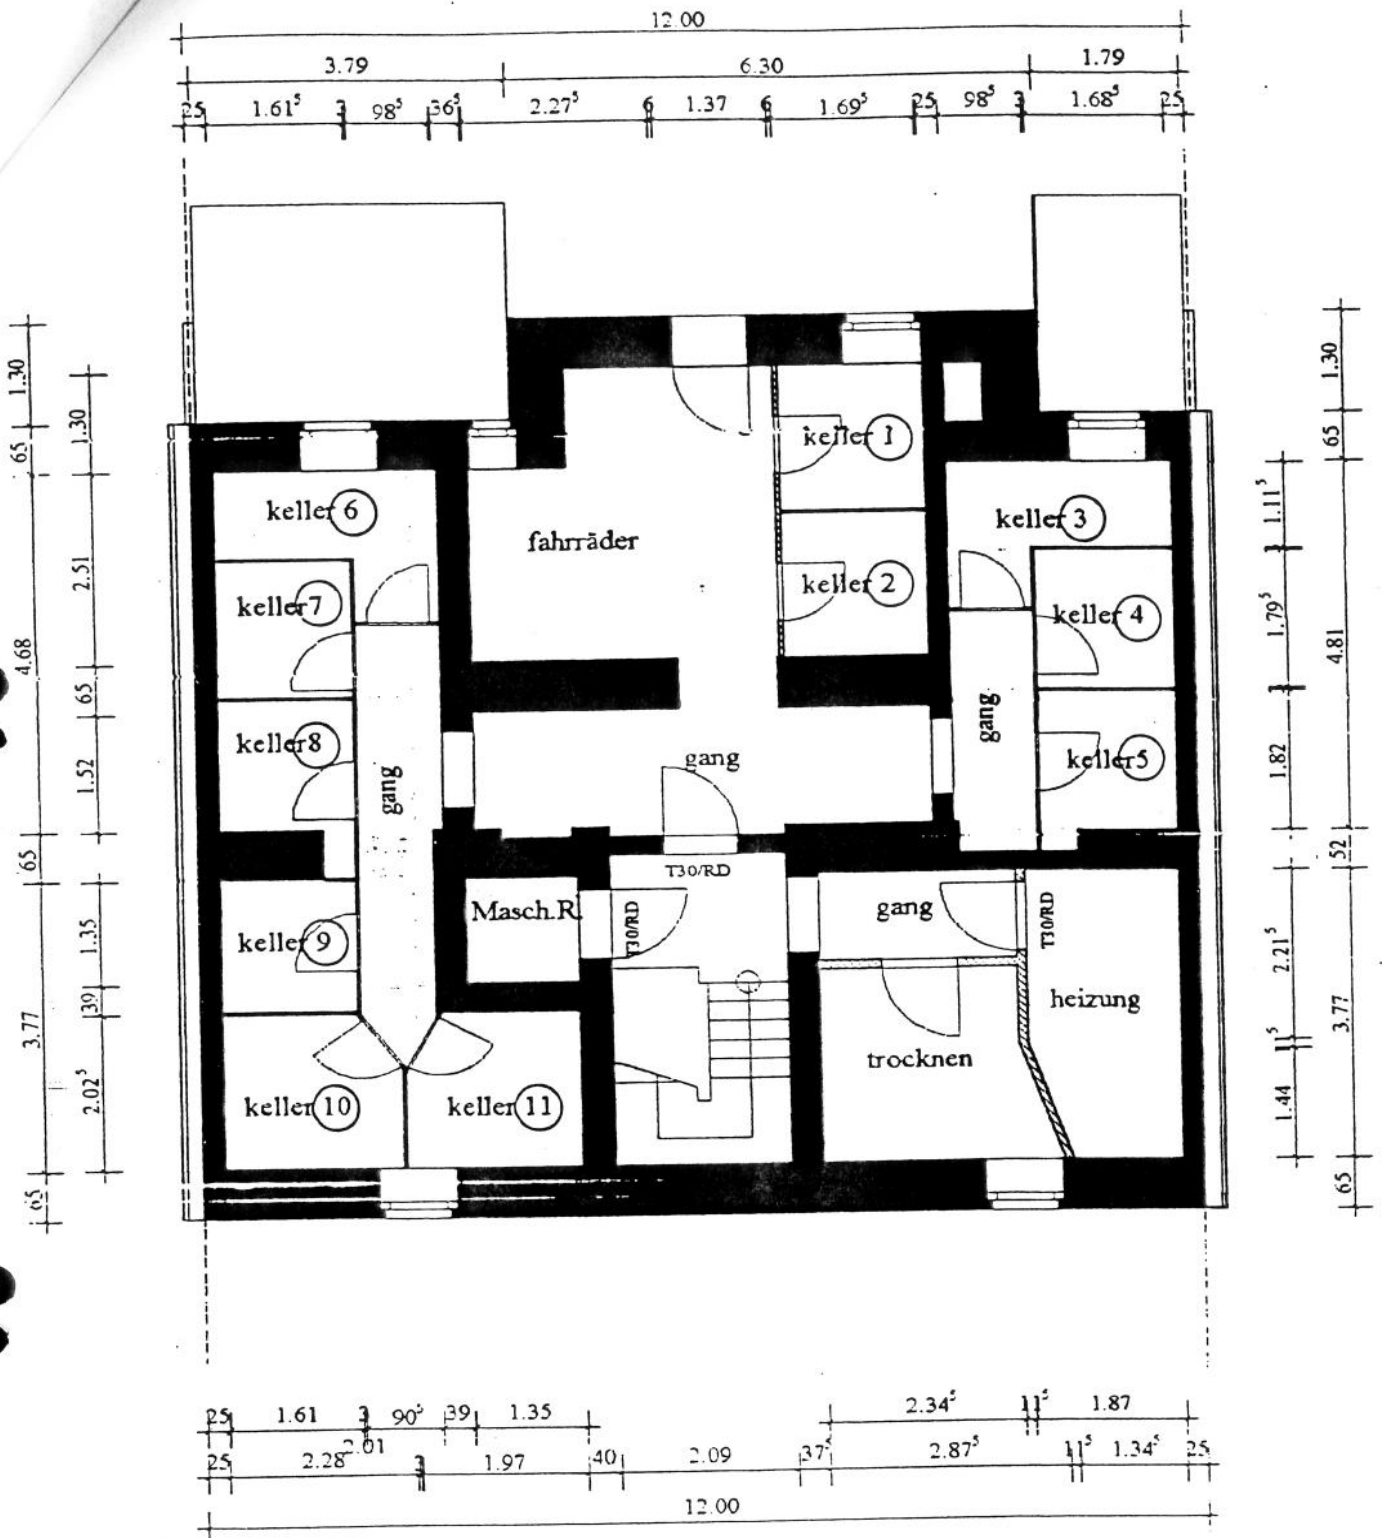 12.00
3.79 6.30 1.79
25 1.61⁵ 3 98⁵ 36⁵ 2.27⁵ 6 1.37 6 1.69⁵ 25 98⁵ 3 1.68⁵ 25
1.30
65
4.68
65
3.77
65
1.30
2.51
65
1.52
1.35
39
2.02⁵
keller 1
keller 6
keller 3
fahrräder
keller 2
keller 7
keller 4
gang
keller 8
gang
keller 5
gang
T30/RD
Masch.R.
T30/RD
gang
T30/RD
keller 9
heizung
trocknen
keller 10
keller 11
1.11⁵
3
1.79⁵
3
1.82
2.21⁵
11⁵
1.44
1.30
65
4.81
52
3.77
65
25 1.61 3 90⁵ 39 1.35 2.34⁵ 11⁵ 1.87
2.01
25 2.28 3 1.97 40 2.09 37⁵ 2.87⁵ 11⁵ 1.34⁵ 25
12.00